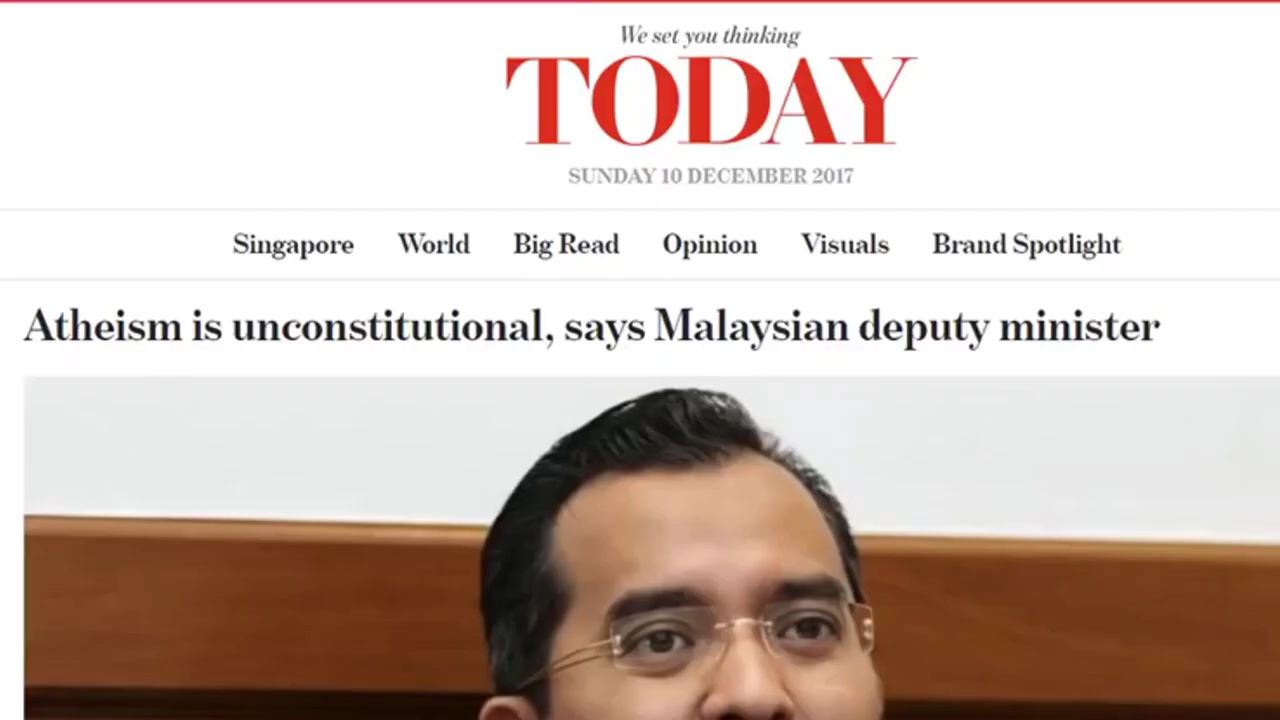 We set you thinking
TODAY
SUNDAY 10 DECEMBER 2017
Singapore World Big Read Opinion Visuals Brand Spotlight
Atheism is unconstitutional, says Malaysian deputy minister